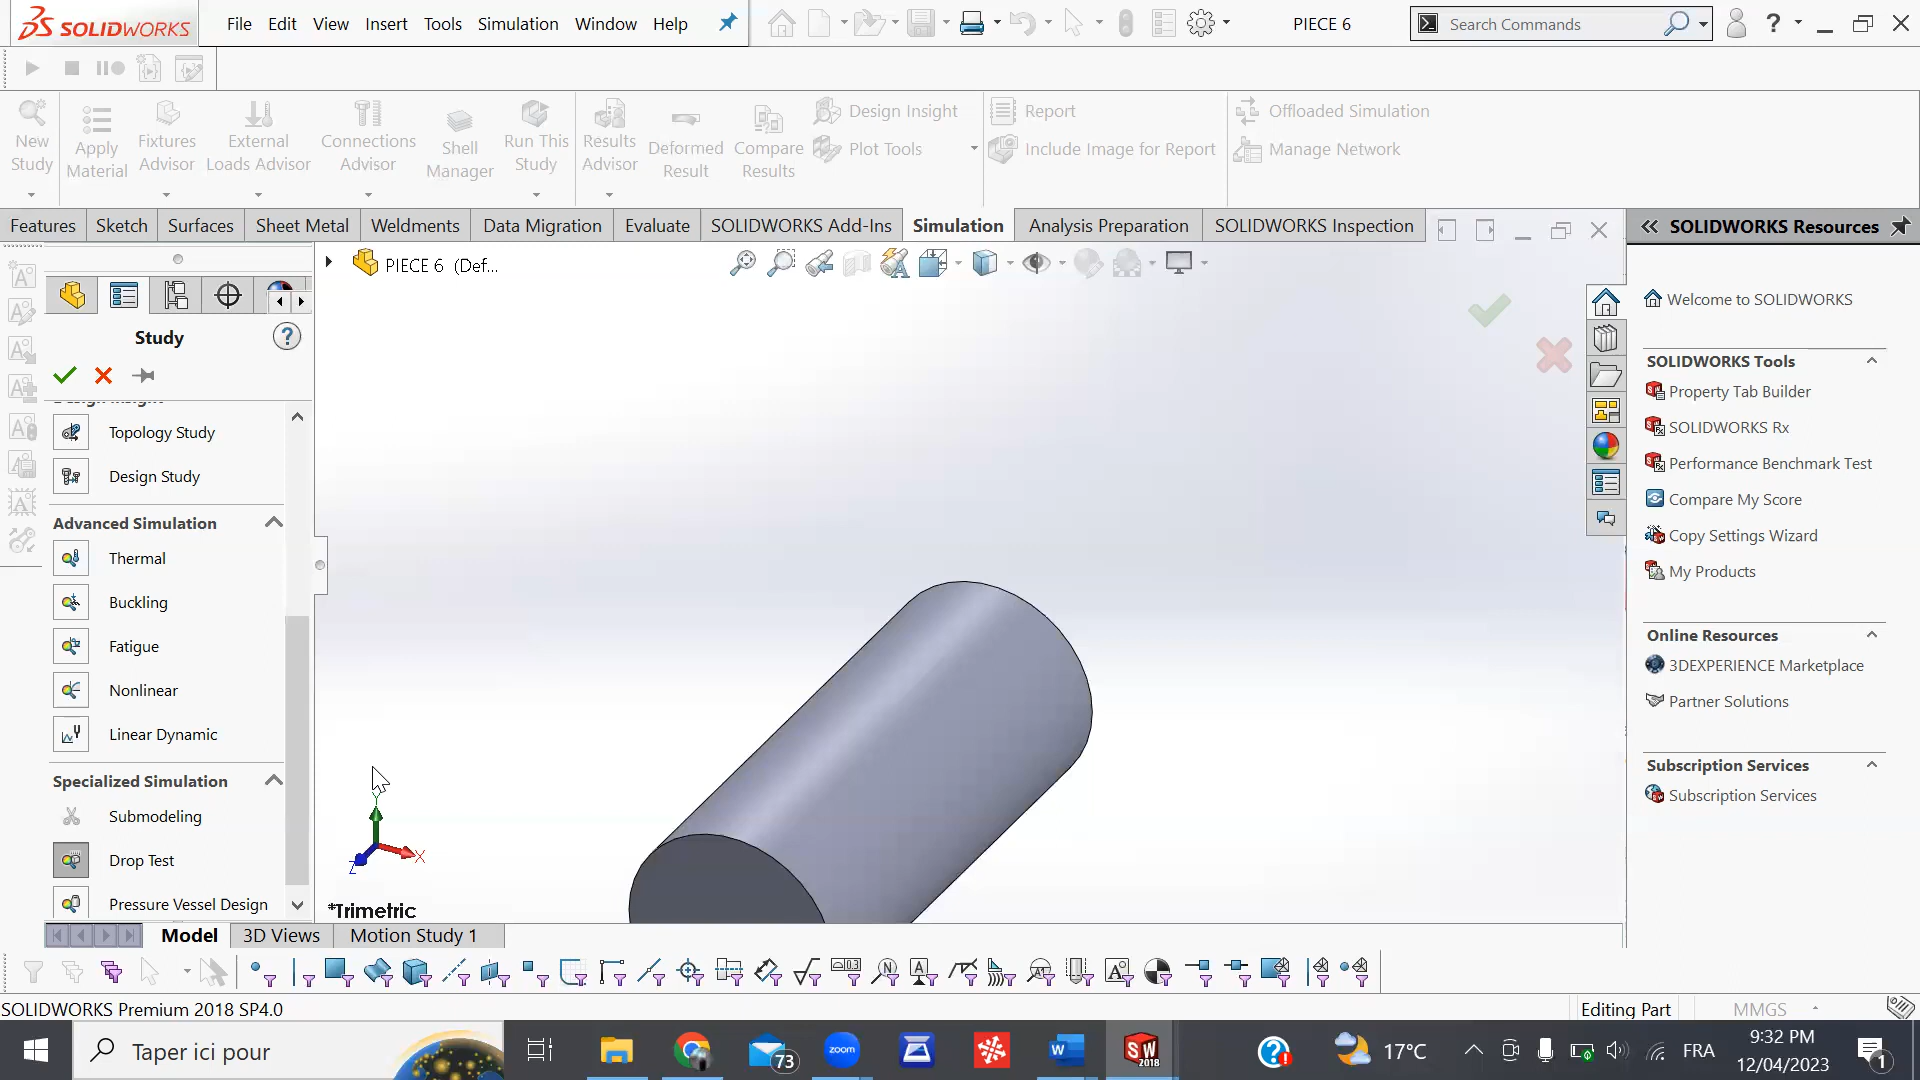 SOLIDWORKS File Edit View Insert Tools Simulation Window Help PIECE 6 Search Commands ?
New Study
Apply Material
Fixtures Advisor
External Loads Advisor
Connections Advisor
Shell Manager
Run This Study
Results Advisor
Deformed Result
Compare Results
Design Insight
Plot Tools
Report
Include Image for Report
Offloaded Simulation
Manage Network
Features Sketch Surfaces Sheet Metal Weldments Data Migration Evaluate SOLIDWORKS Add-Ins Simulation Analysis Preparation SOLIDWORKS Inspection
SOLIDWORKS Resources
PIECE 6 (Def...
Study ?
Topology Study
Design Study
Advanced Simulation
Thermal
Buckling
Fatigue
Nonlinear
Linear Dynamic
Specialized Simulation
Submodeling
Drop Test
Pressure Vessel Design
Y
X
Z
*Trimetric
Welcome to SOLIDWORKS
SOLIDWORKS Tools
Property Tab Builder
SOLIDWORKS Rx
Performance Benchmark Test
Compare My Score
Copy Settings Wizard
My Products
Online Resources
3DEXPERIENCE Marketplace
Partner Solutions
Subscription Services
Subscription Services
Model 3D Views Motion Study 1
SOLIDWORKS Premium 2018 SP4.0 Editing Part MMGS
Taper ici pour 73 zoom W SW 2018 17°C FRA 9:32 PM
12/04/2023 1